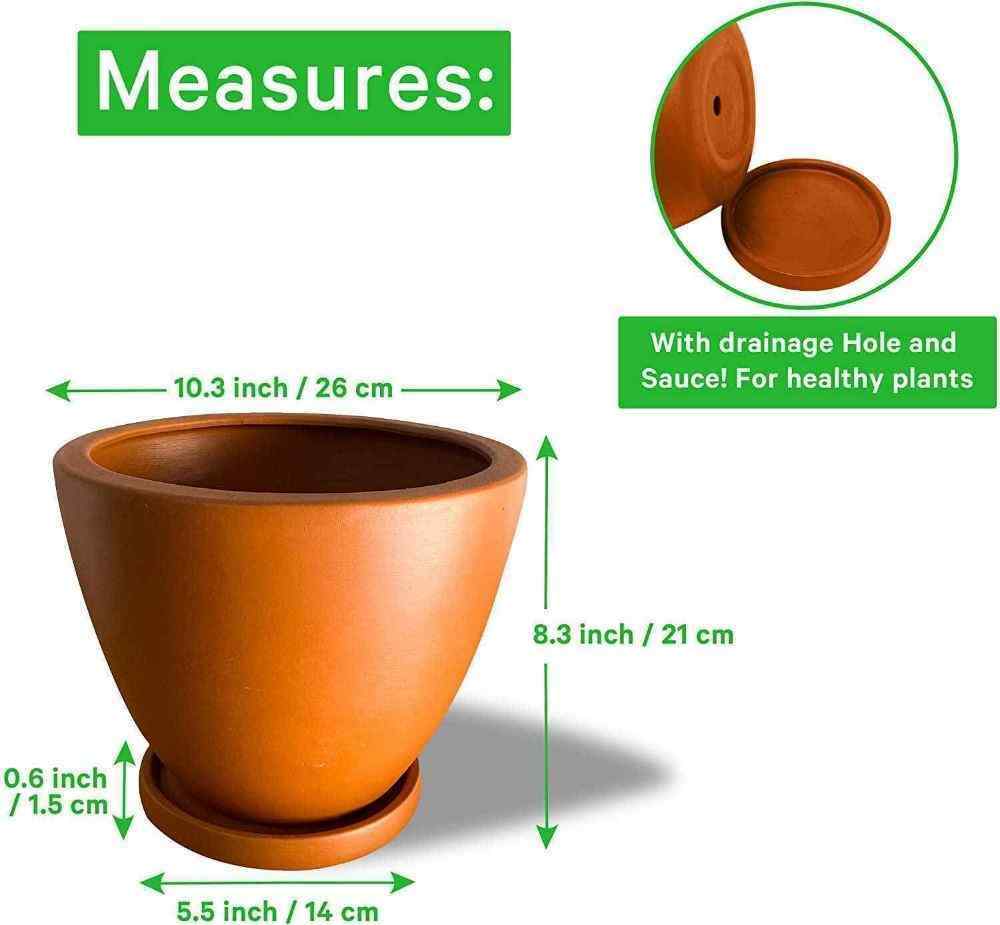 Measures:
With drainage Hole and
Sauce! For healthy plants
10.3 inch / 26 cm
8.3 inch / 21 cm
0.6 inch
/ 1.5 cm
5.5 inch / 14 cm